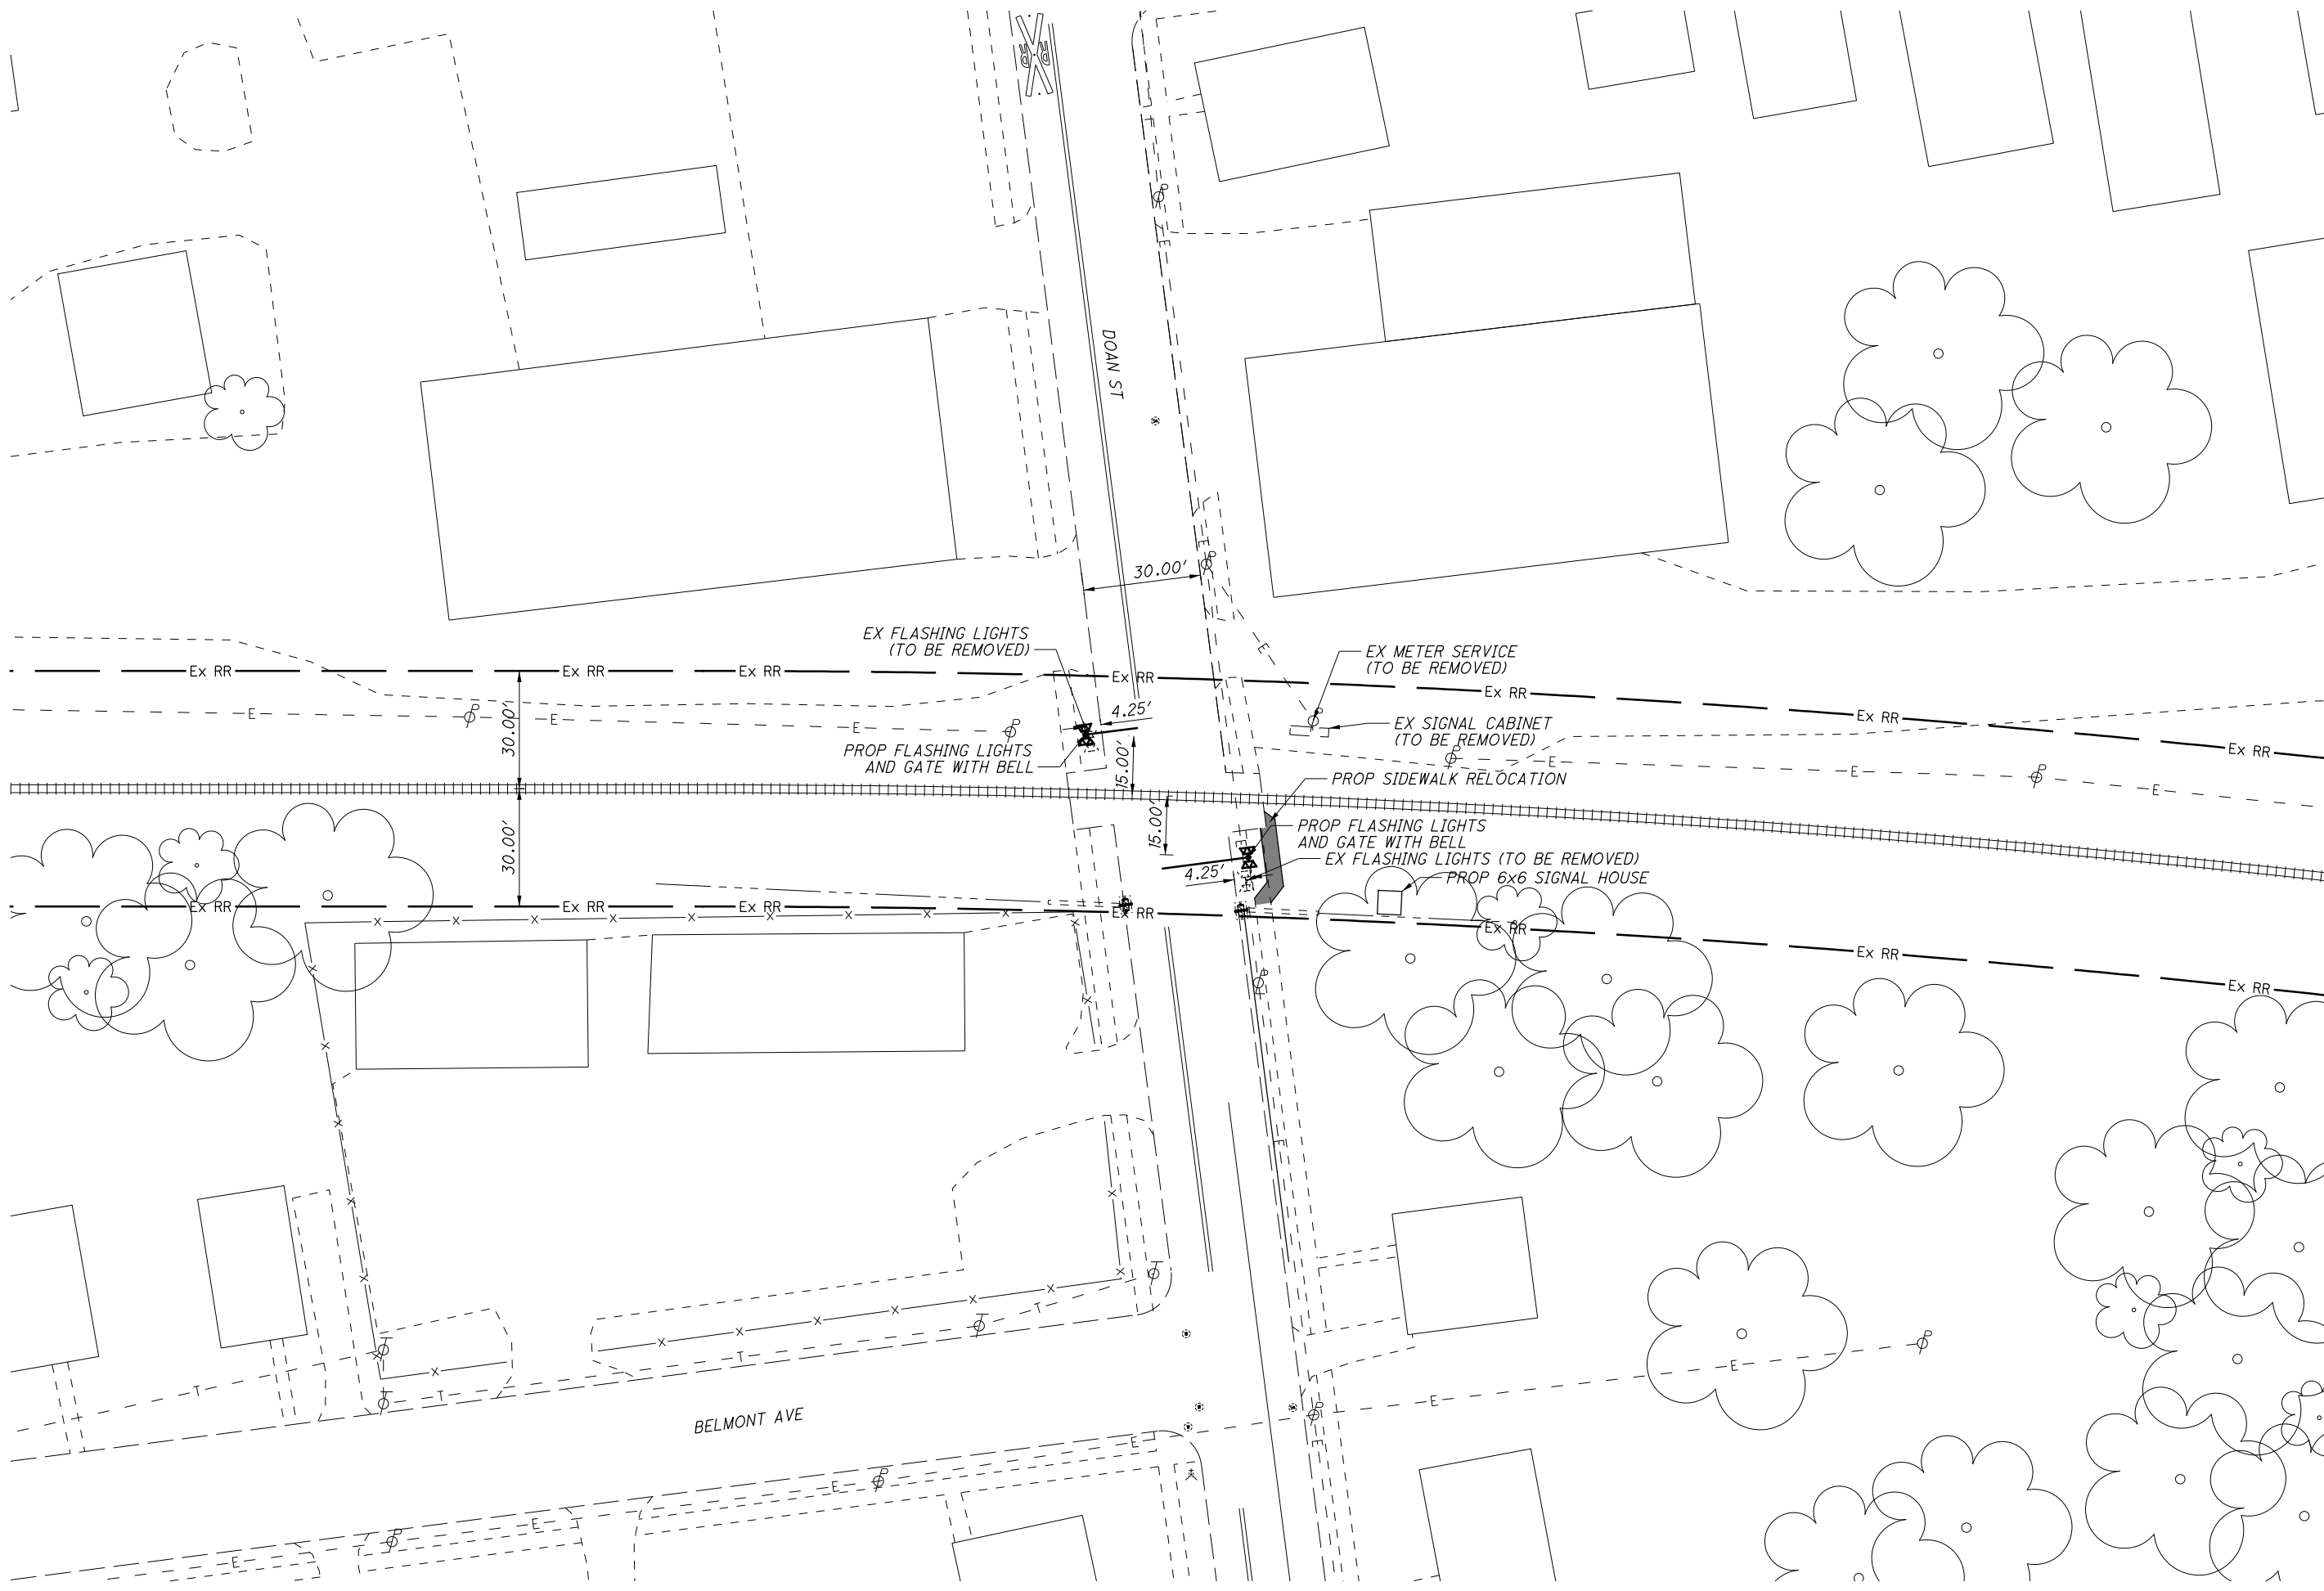 R R
DOAN ST
E
E
30.00'
EX FLASHING LIGHTS
(TO BE REMOVED)
E
EX METER SERVICE
(TO BE REMOVED)
Ex RR
Ex RR
Ex RR
Ex RR
Ex RR
Ex RR
Ex RR
E
E
E
30.00'
4.25'
EX SIGNAL CABINET
(TO BE REMOVED)
PROP FLASHING LIGHTS
AND GATE WITH BELL
15.00'
E
E
E
PROP SIDEWALK RELOCATION
30.00'
15.00'
PROP FLASHING LIGHTS
AND GATE WITH BELL
EX FLASHING LIGHTS (TO BE REMOVED)
4.25'
PROP 6x6 SIGNAL HOUSE
Ex RR
Ex RR
Ex RR
Ex RR
Ex RR
Ex RR
Ex RR
E
E
T
T
T
T
E
E
BELMONT AVE
E
E
E
E
E